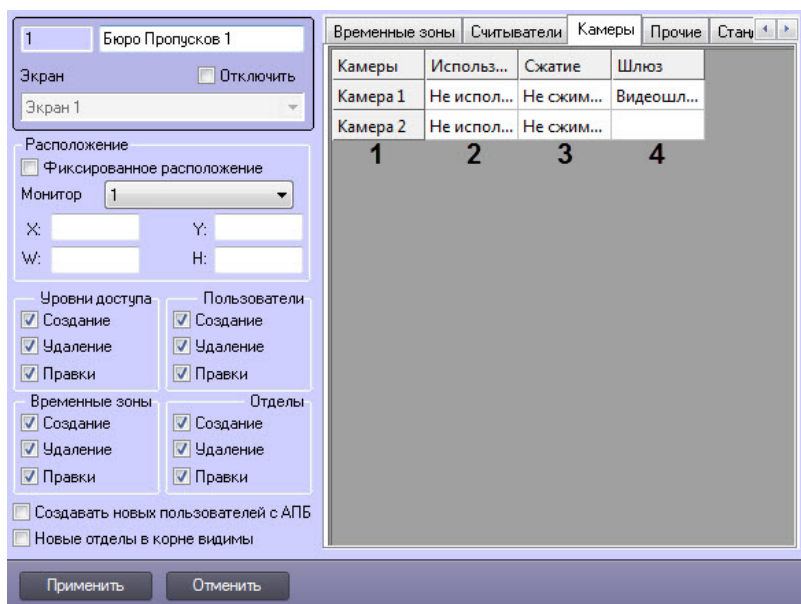 1 Бюро Пропусков 1
Экран Отключить
Экран 1
Расположение
Фиксированное расположение
Монитор 1
X: Y:
W: H:
Уровни доступа Пользователи
Создание Создание
Удаление Удаление
Правки Правки
Временные зоны Отделы
Создание Создание
Удаление Удаление
Правки Правки
Создавать новых пользователей с АПБ
Новые отделы в корне видимы
Применить Отменить
Временные зоны Считыватели Камеры Прочие Стан
Камеры Использ... Сжатие Шлюз
Камера 1 Не испол... Не сжим... Видеошл...
Камера 2 Не испол... Не сжим...
1 2 3 4